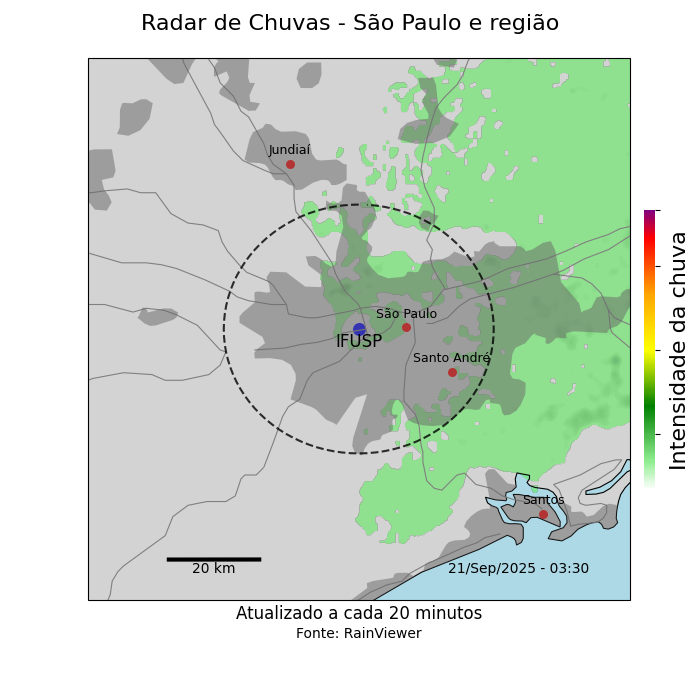 Radar de Chuvas - São Paulo e região
Jundiaí
São Paulo
IFUSP
Santo André
Santos
20 km
21/Sep/2025 - 03:30
Intensidade da chuva
Atualizado a cada 20 minutos
Fonte: RainViewer